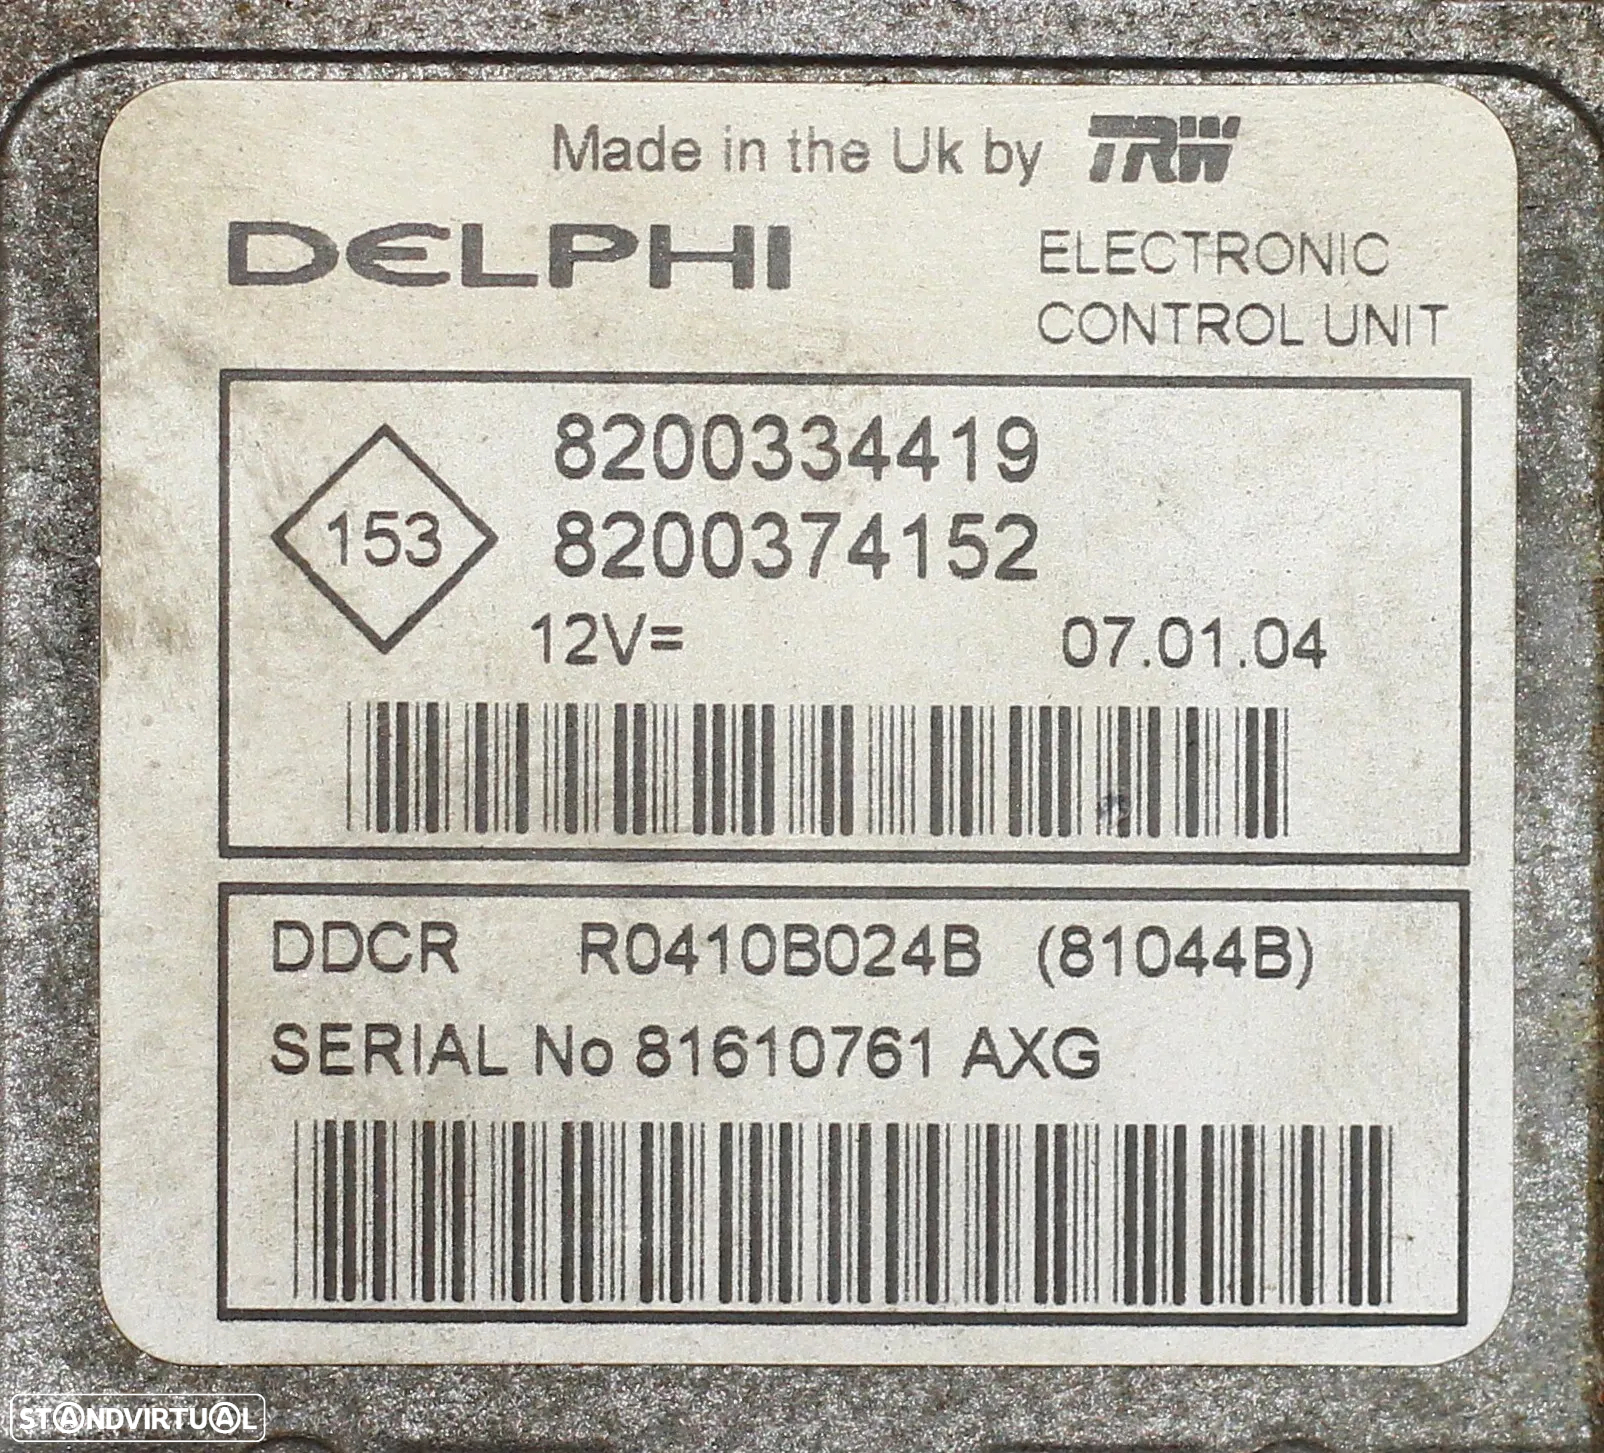 Made in the Uk by TRW
DELPHI
ELECTRONIC
CONTROL UNIT
153
8200334419
8200374152
12V=
07.01.04
DDCR R0410B024B (81044B)
SERIAL No 81610761 AXG
STANDVIRTUAL